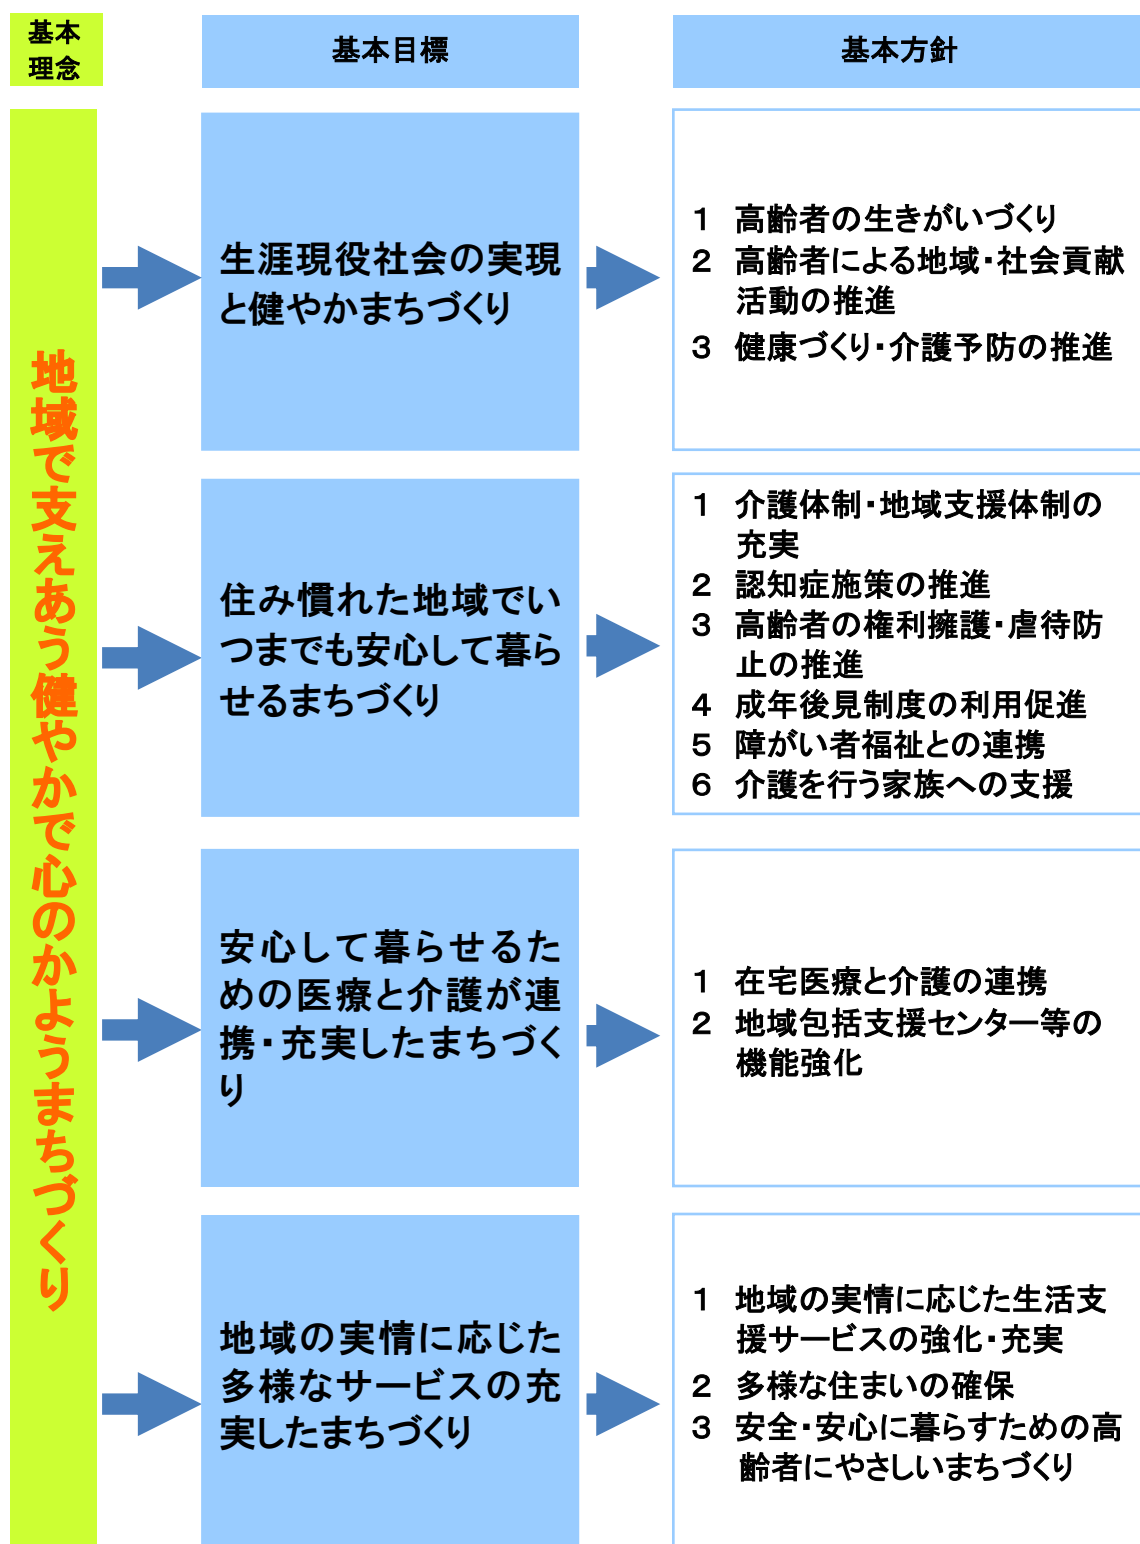 基本
理念
基本目標
基本方針
地域で支えあう健やかで心のかようまちづくり
生涯現役社会の実現
と健やかまちづくり
1 高齢者の生きがいづくり
2 高齢者による地域・社会貢献
活動の推進
3 健康づくり・介護予防の推進
住み慣れた地域でい
つまでも安心して暮ら
せるまちづくり
1 介護体制・地域支援体制の
充実
2 認知症施策の推進
3 高齢者の権利擁護・虐待防
止の推進
4 成年後見制度の利用促進
5 障がい者福祉との連携
6 介護を行う家族への支援
安心して暮らせるた
めの医療と介護が連
携・充実したまちづく
り
1 在宅医療と介護の連携
2 地域包括支援センター等の
機能強化
地域の実情に応じた
多様なサービスの充
実したまちづくり
1 地域の実情に応じた生活支
援サービスの強化・充実
2 多様な住まいの確保
3 安全・安心に暮らすための高
齢者にやさしいまちづくり